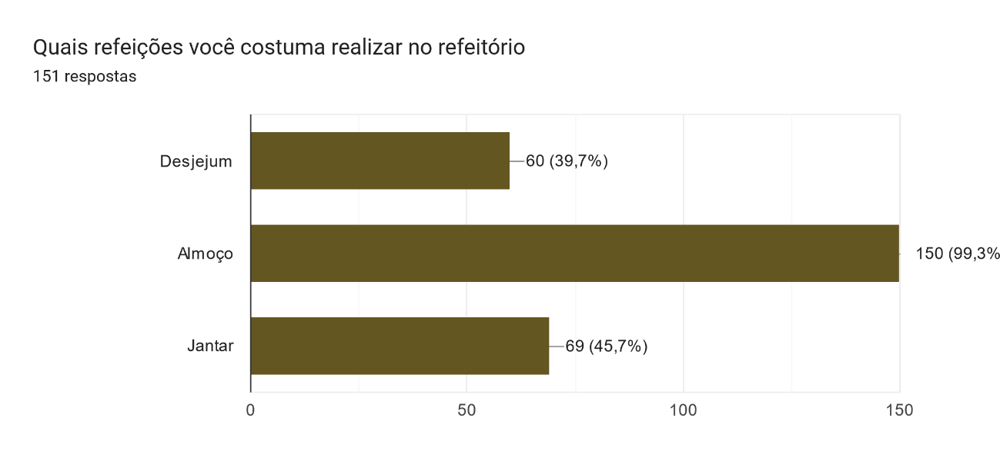 Quais refeições você costuma realizar no refeitório
151 respostas
Desjejum
60 (39,7%)
Almoço
150 (99,3%
Jantar
69 (45,7%)
0
50
100
150